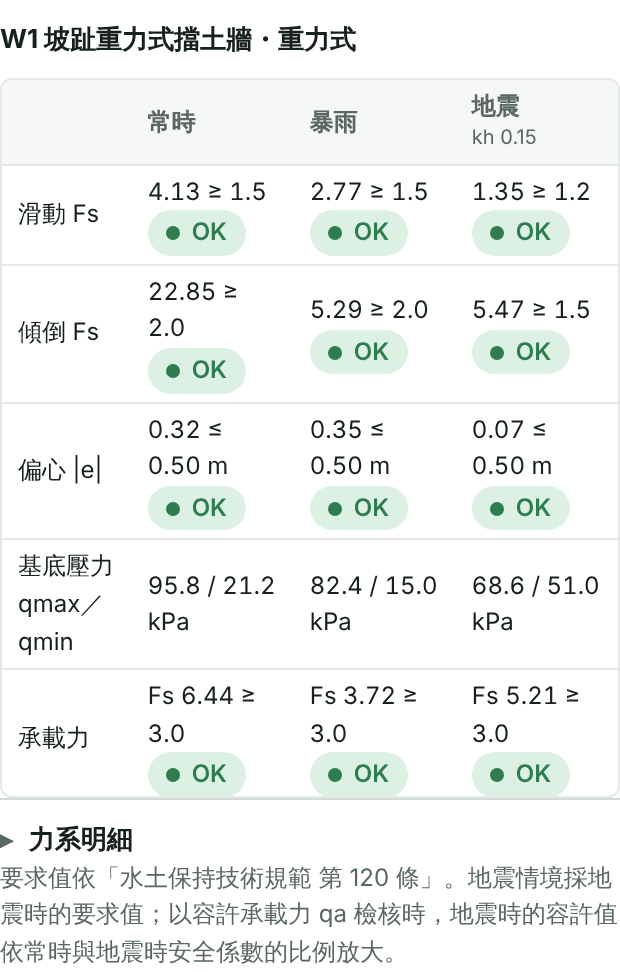 W1 坡趾重力式擋土牆・重力式
常時 暴雨 地震
kh 0.15
滑動 Fs 4.13 ≥ 1.5 2.77 ≥ 1.5 1.35 ≥ 1.2
OK OK OK
傾倒 Fs 22.85 ≥ 2.0 5.29 ≥ 2.0 5.47 ≥ 1.5
OK OK OK
偏心 |e| 0.32 ≤ 0.50 m 0.35 ≤ 0.50 m 0.07 ≤ 0.50 m
OK OK OK
基底壓力 qmax／qmin 95.8 / 21.2 kPa 82.4 / 15.0 kPa 68.6 / 51.0 kPa
承載力 Fs 6.44 ≥ 3.0 Fs 3.72 ≥ 3.0 Fs 5.21 ≥ 3.0
OK OK OK
▶ 力系明細
要求值依「水土保持技術規範 第 120 條」。地震情境採地
震時的要求值；以容許承載力 qa 檢核時，地震時的容許值
依常時與地震時安全係數的比例放大。